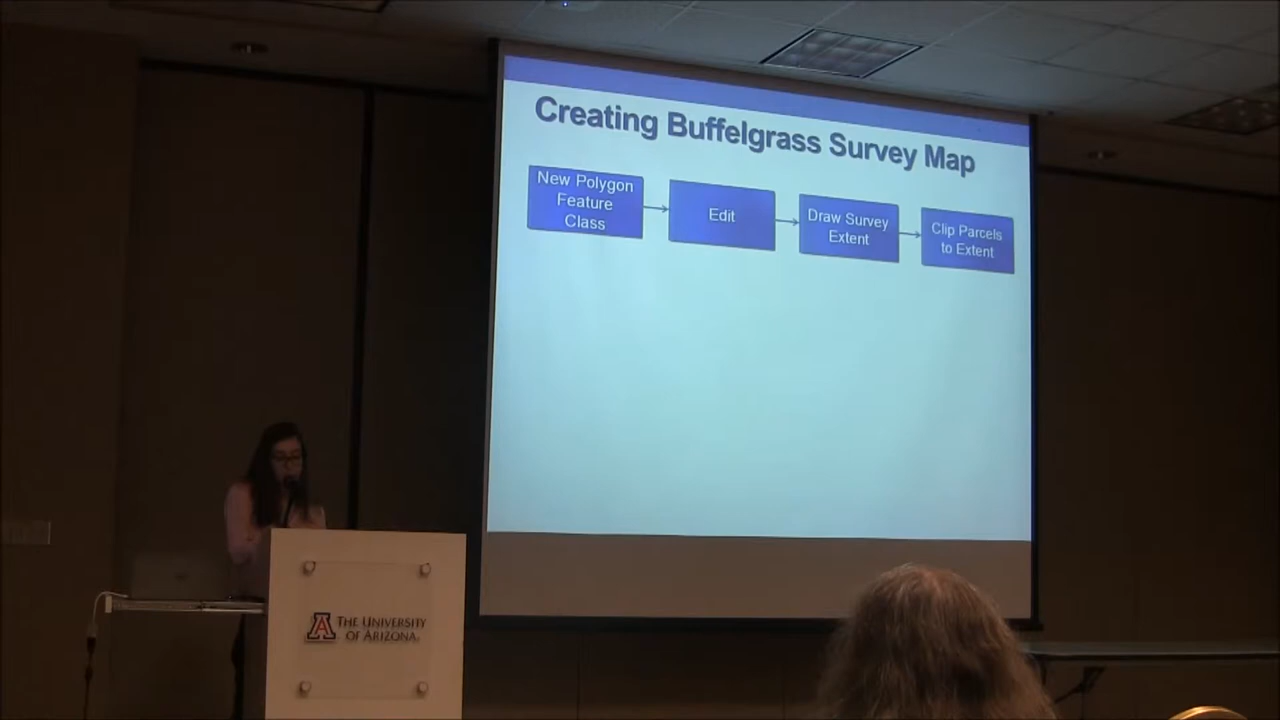 Creating Buffelgrass Survey Map
New Polygon
Feature
Class
Edit
Draw Survey
Extent
Clip Parcels
to Extent
THE UNIVERSITY
OF ARIZONA.